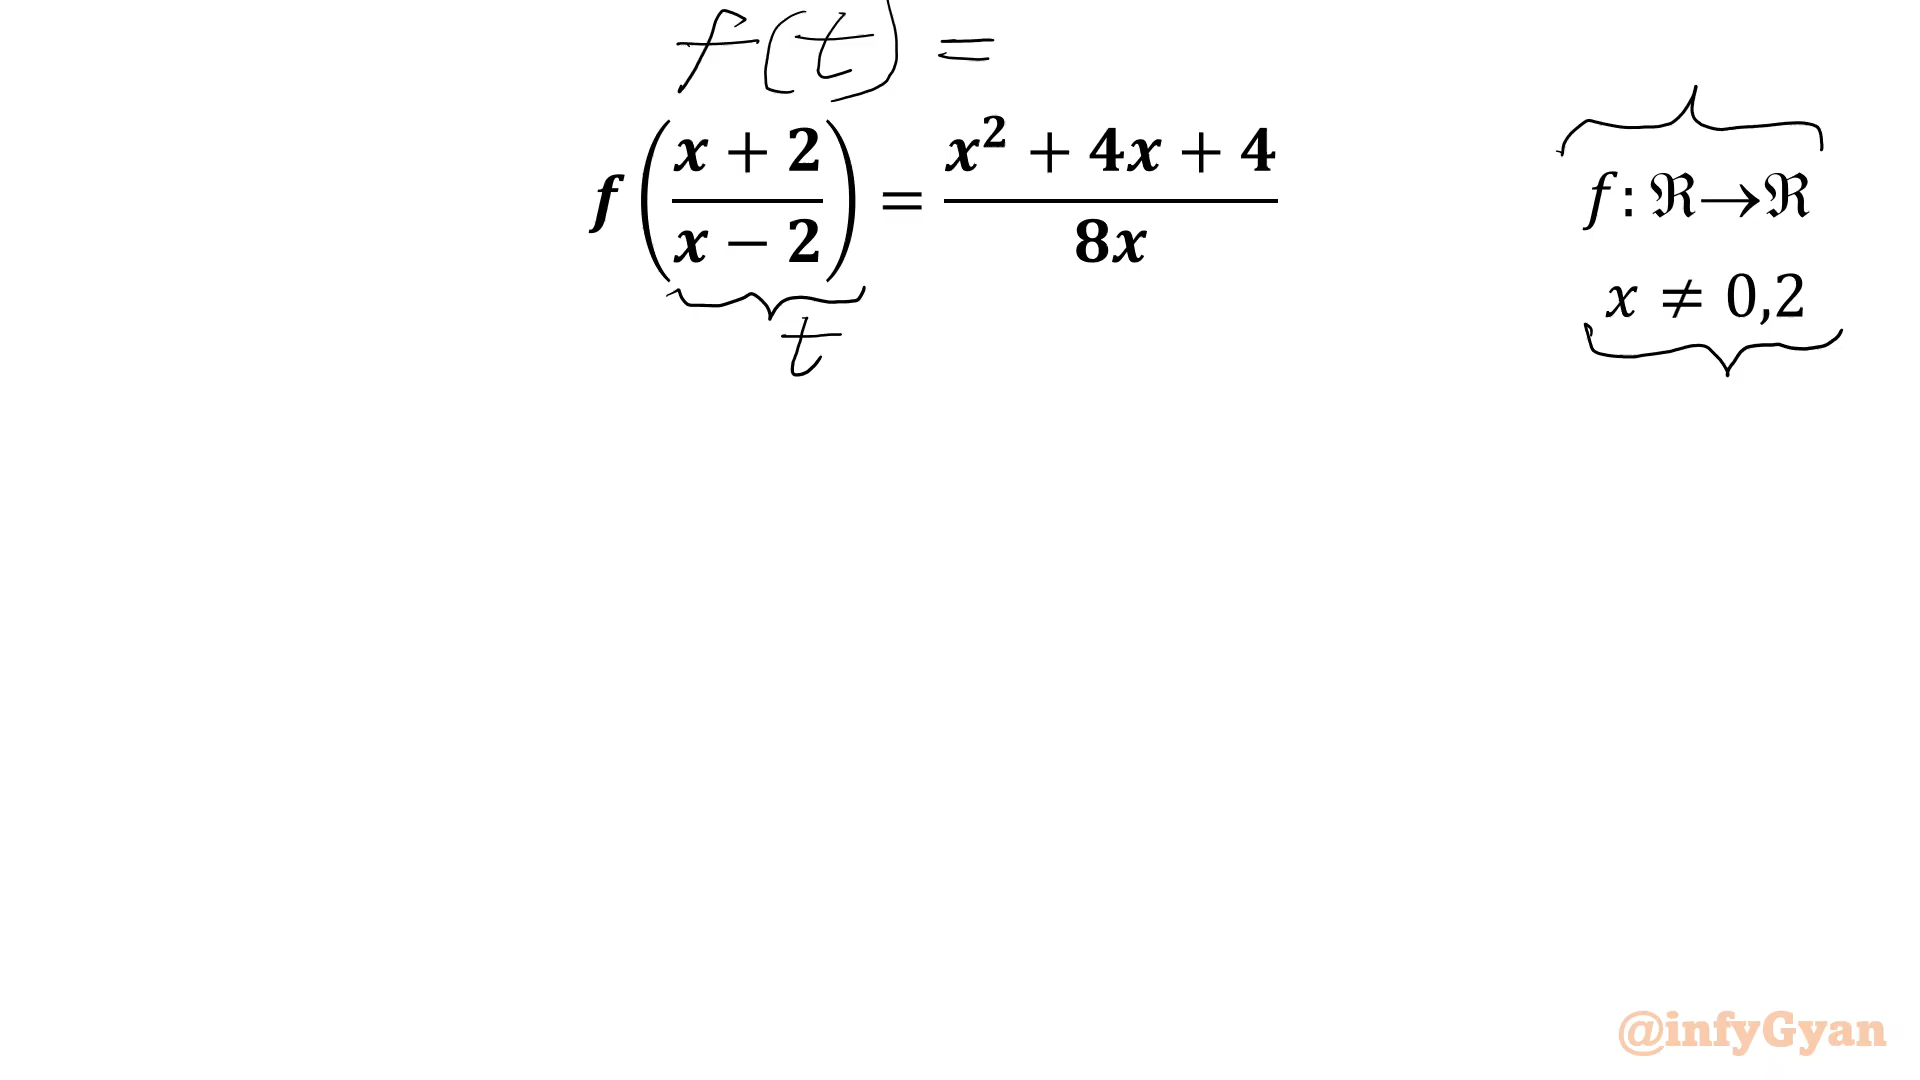 f(t) =
f((x + 2)/(x − 2)) = (x² + 4x + 4)/(8x)
f: ℜ→ℜ
x ≠ 0,2
t
@infyGyan